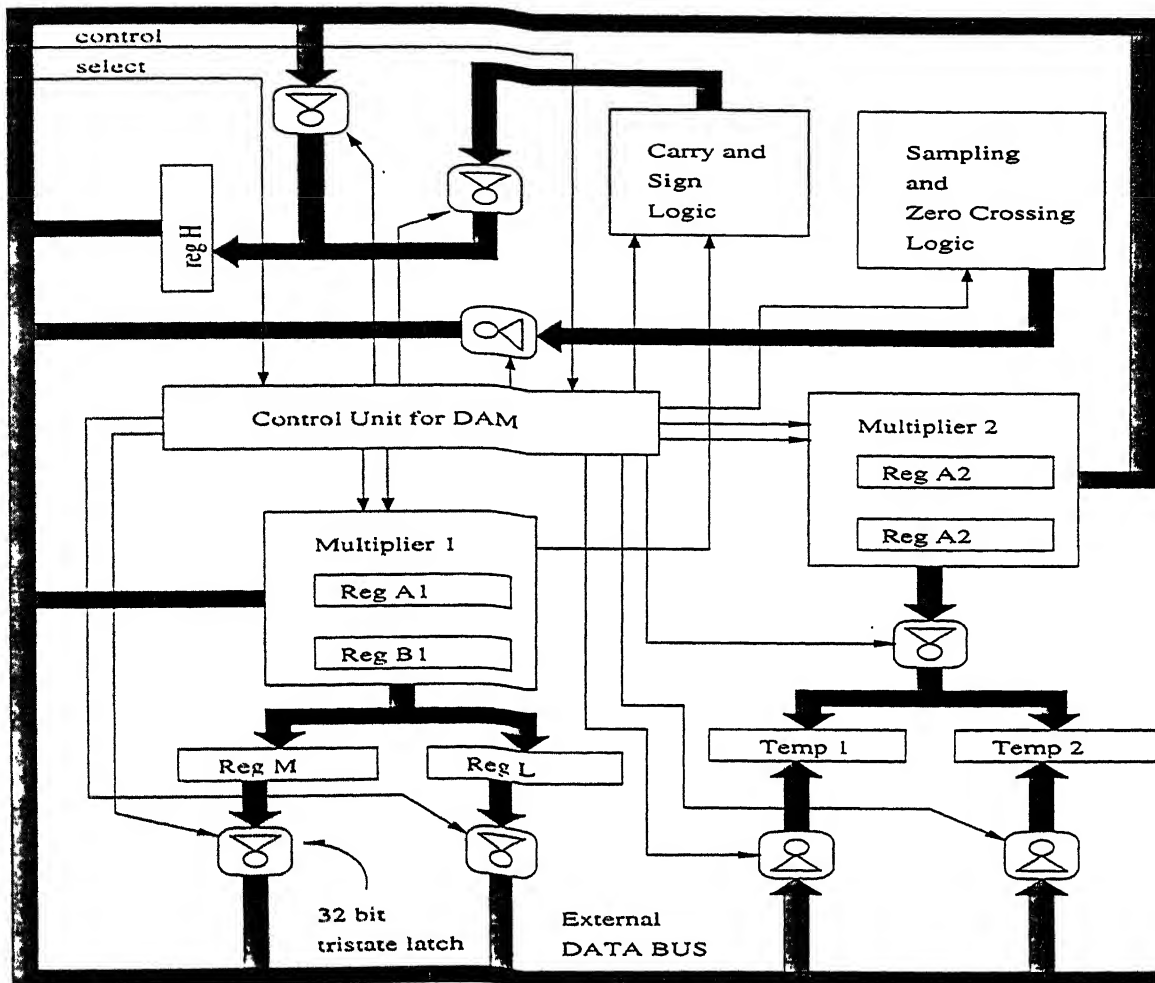 control
select
Carry and
Sign
Logic
Sampling
and
Zero Crossing
Logic
reg H
Control Unit for DAM
Multiplier 2
Reg A2
Reg A2
Multiplier 1
Reg A1
Reg B1
Reg M
Reg L
Temp 1
Temp 2
32 bit
tristate latch
External
DATA BUS